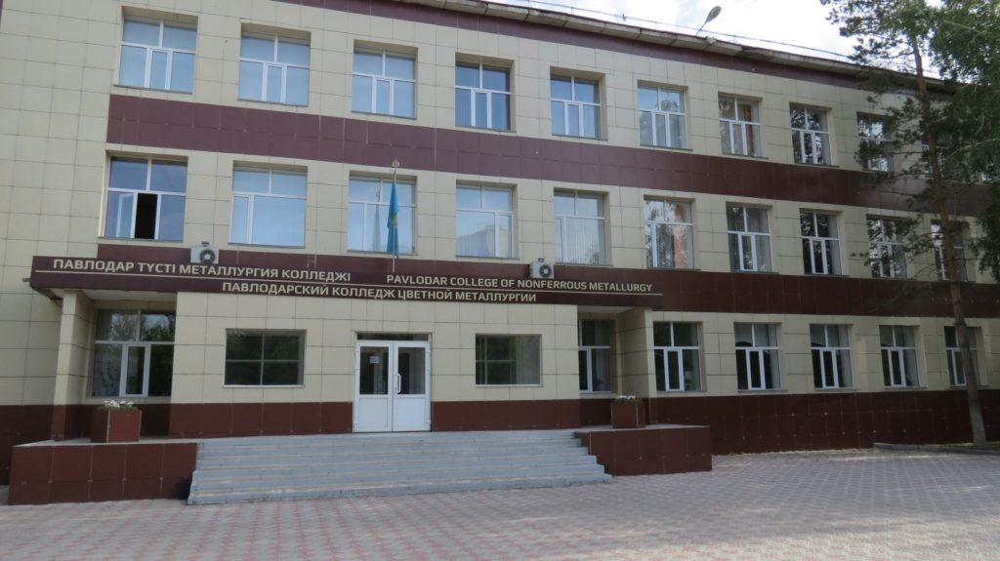 ПАВЛОДАР ТҮСТІ МЕТАЛЛУРГИЯ КОЛЛЕДЖІ PAVLODAR COLLEGE OF NONFERROUS METALLURGY
ПАВЛОДАРСКИЙ КОЛЛЕДЖ ЦВЕТНОЙ МЕТАЛЛУРГИИ